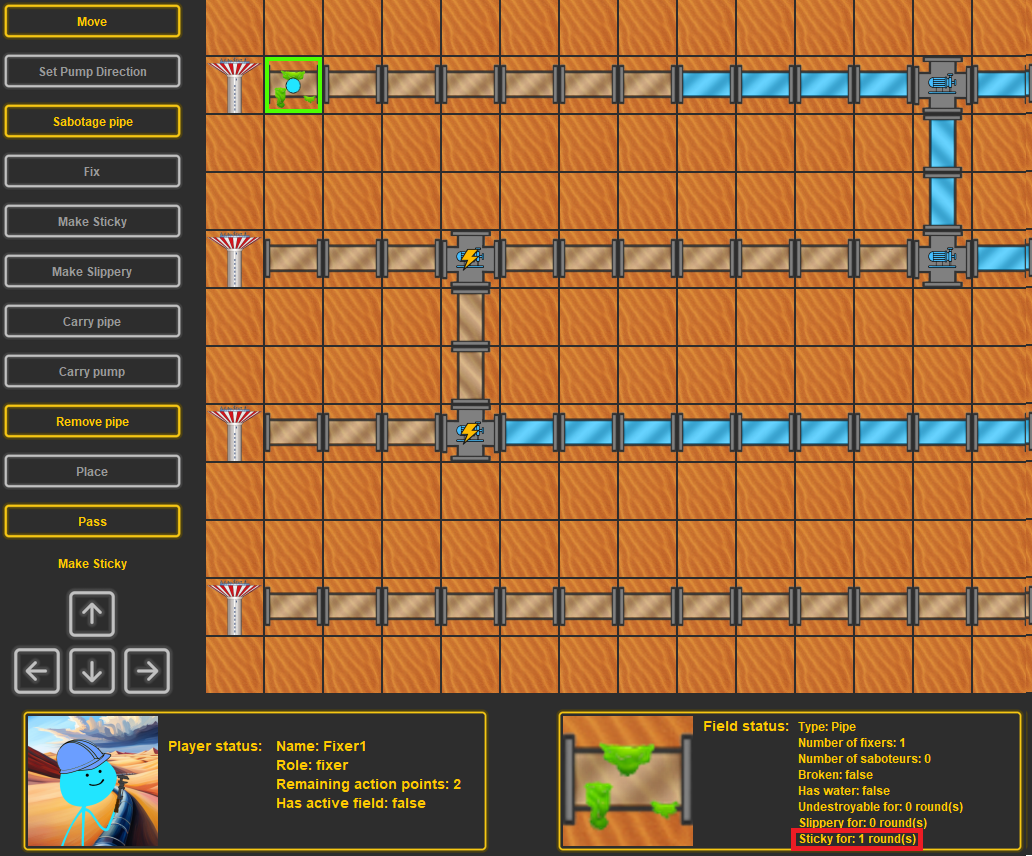 Move
Set Pump Direction
Sabotage pipe
Fix
Make Sticky
Make Slippery
Carry pipe
Carry pump
Remove pipe
Place
Pass
Make Sticky
Player status:
Name: Fixer1
Role: fixer
Remaining action points: 2
Has active field: false
Field status:
Type: Pipe
Number of fixers: 1
Number of saboteurs: 0
Broken: false
Has water: false
Undestroyable for: 0 round(s)
Slippery for: 0 round(s)
Sticky for: 1 round(s)